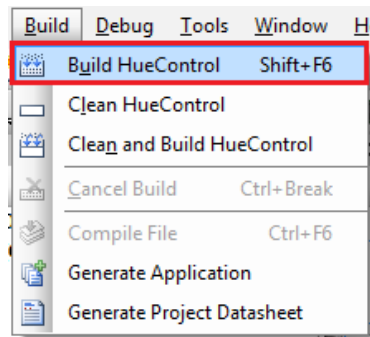 Build Debug Tools Window H
Build HueControl Shift+F6
Clean HueControl
Clean and Build HueControl
Cancel Build Ctrl+Break
Compile File Ctrl+F6
Generate Application
Generate Project Datasheet